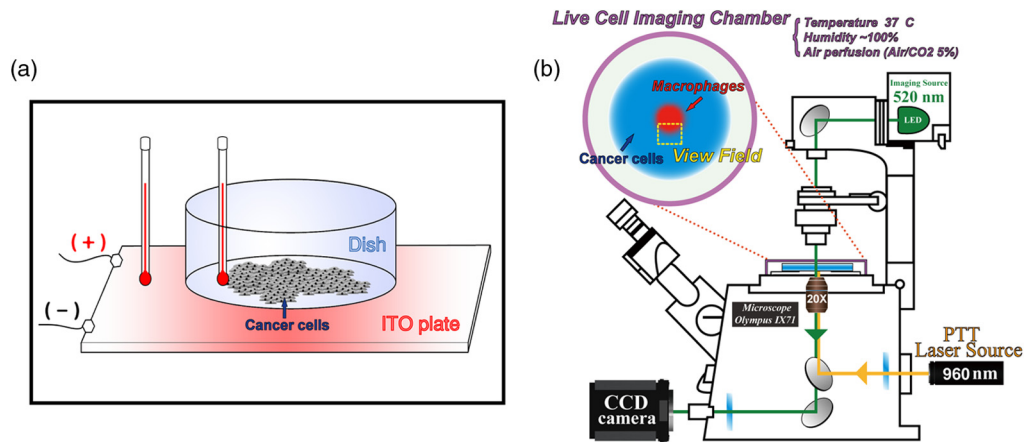 (a)
(+)
(−)
Dish
Cancer cells
ITO plate
(b)
Live Cell Imaging Chamber
Temperature 37 C
Humidity ~100%
Air perfusion (Air/CO2 5%)
Macrophages
Cancer cells
View Field
Imaging Source
520 nm
LED
20X
Microscope
Olympus IX71
PTT
Laser Source
960 nm
CCD
camera